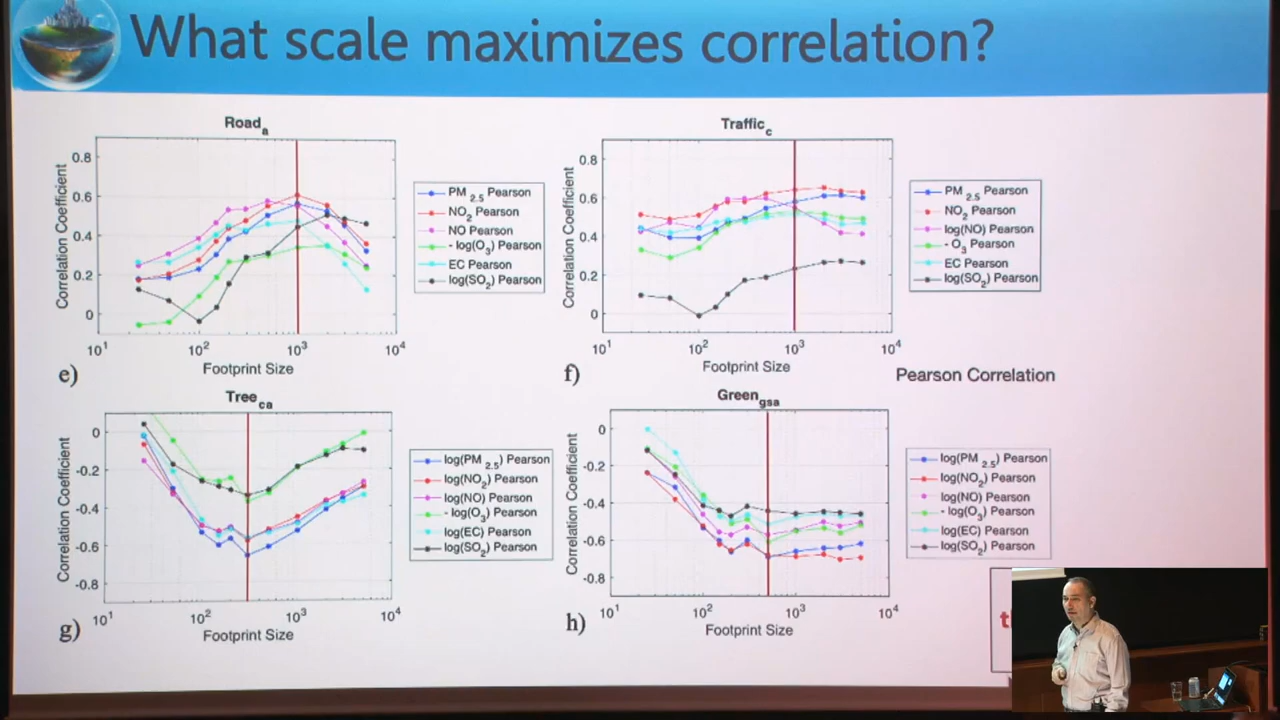 What scale maximizes correlation?
Road a
Correlation Coefficient
0.8
0.6
0.4
0.2
0
10^1
10^2
10^3
10^4
Footprint Size
e)
PM 2.5 Pearson
NO2 Pearson
NO Pearson
- log(O3) Pearson
EC Pearson
log(SO2) Pearson
Traffic c
Correlation Coefficient
0.8
0.6
0.4
0.2
0
10^1
10^2
10^3
10^4
Footprint Size
f)
PM 2.5 Pearson
NO2 Pearson
log(NO) Pearson
- O3 Pearson
EC Pearson
log(SO2) Pearson
Pearson Correlation
Tree ca
Correlation Coefficient
0
-0.2
-0.4
-0.6
-0.8
10^1
10^2
10^3
10^4
Footprint Size
g)
log(PM 2.5) Pearson
log(NO2) Pearson
log(NO) Pearson
- log(O3) Pearson
log(EC) Pearson
log(SO2) Pearson
Green gsa
Correlation Coefficient
0
-0.2
-0.4
-0.6
-0.8
10^1
10^2
10^3
10^4
Footprint Size
h)
log(PM 2.5) Pearson
log(NO2) Pearson
log(NO) Pearson
- log(O3) Pearson
log(EC) Pearson
log(SO2) Pearson